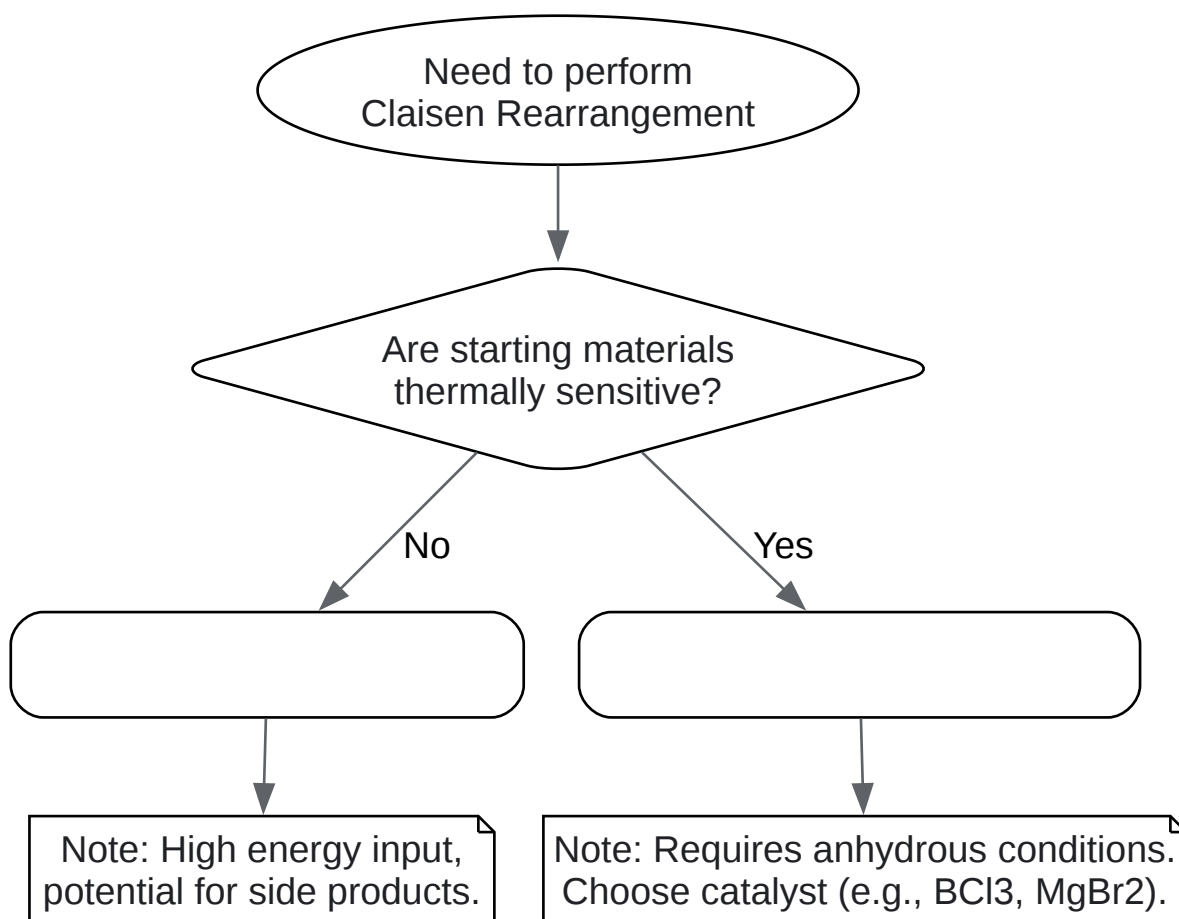 Need to perform
Claisen Rearrangement
Are starting materials
thermally sensitive?
No
Yes
Note: High energy input,
potential for side products.
Note: Requires anhydrous conditions.
Choose catalyst (e.g., BCl3, MgBr2).